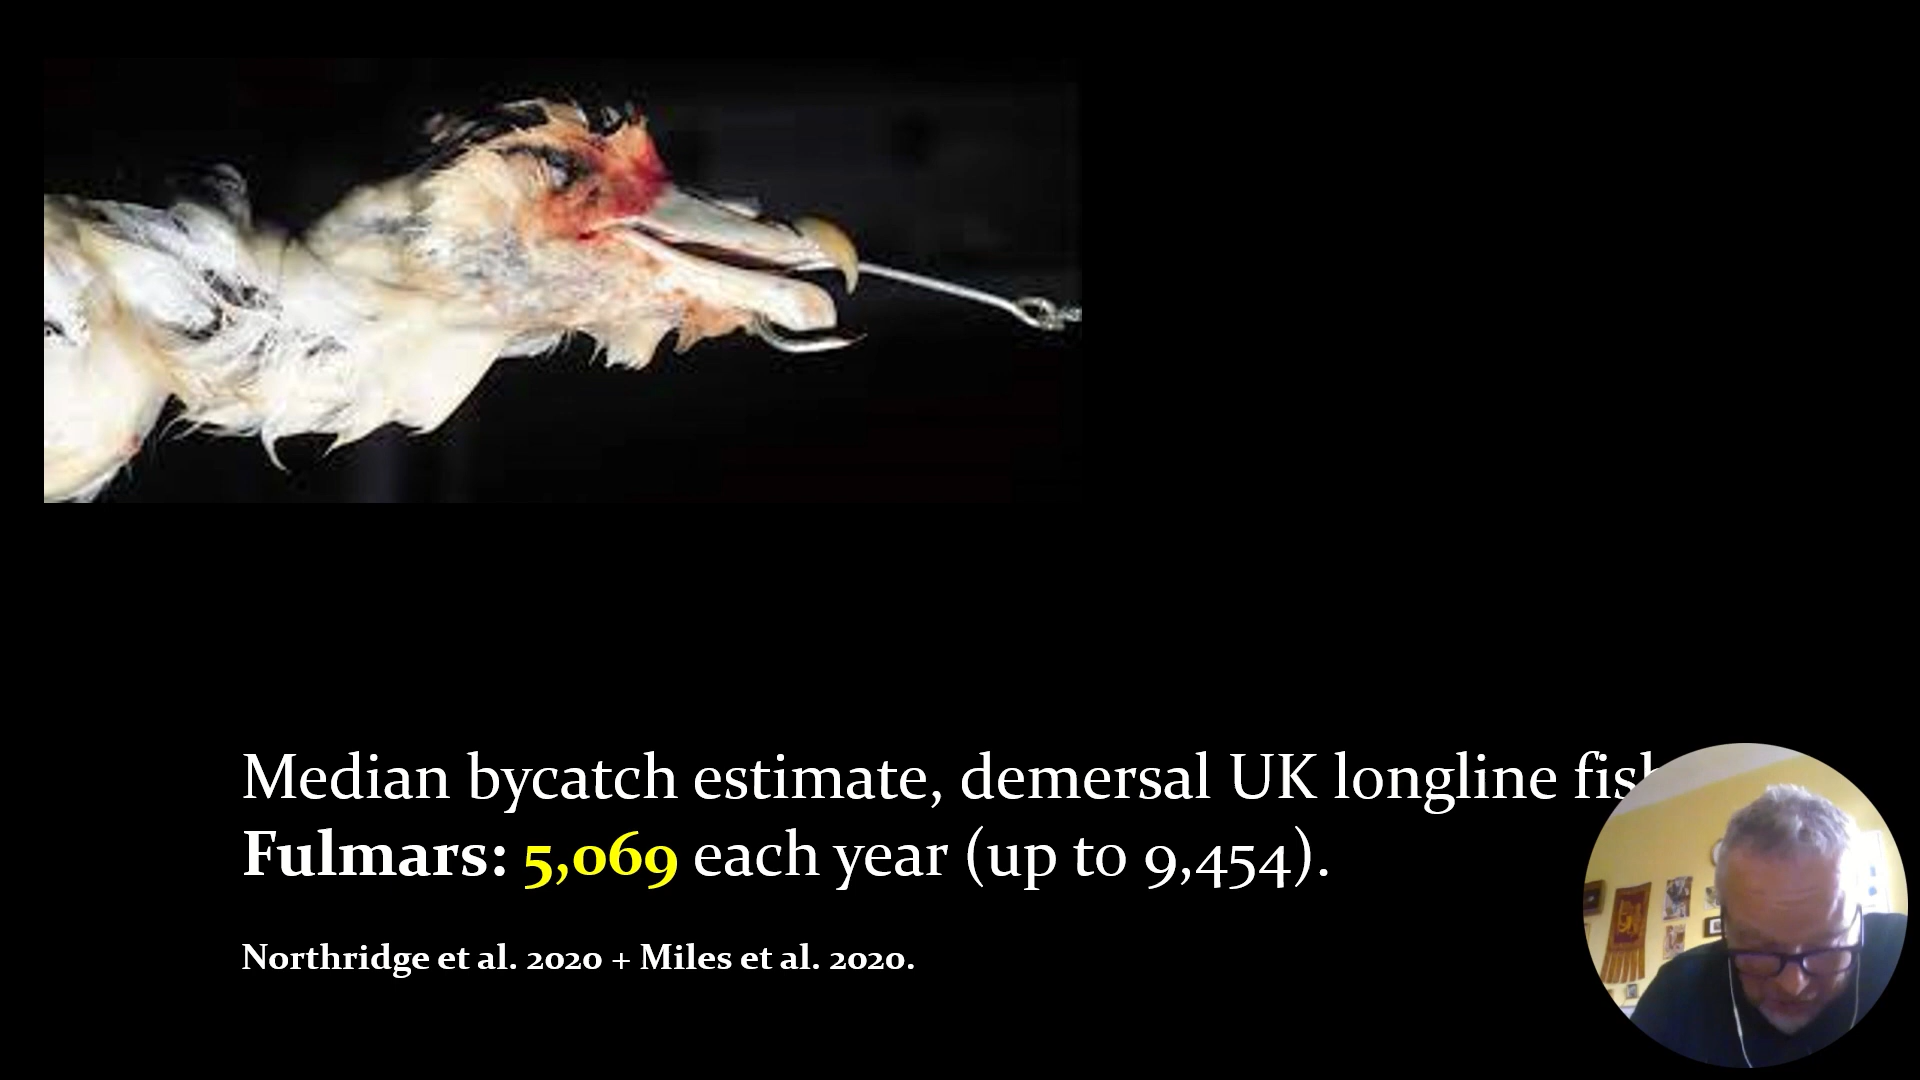 Median bycatch estimate, demersal UK longline
Fulmars: 5,069 each year (up to 9,454).
Northridge et al. 2020 + Miles et al. 2020.